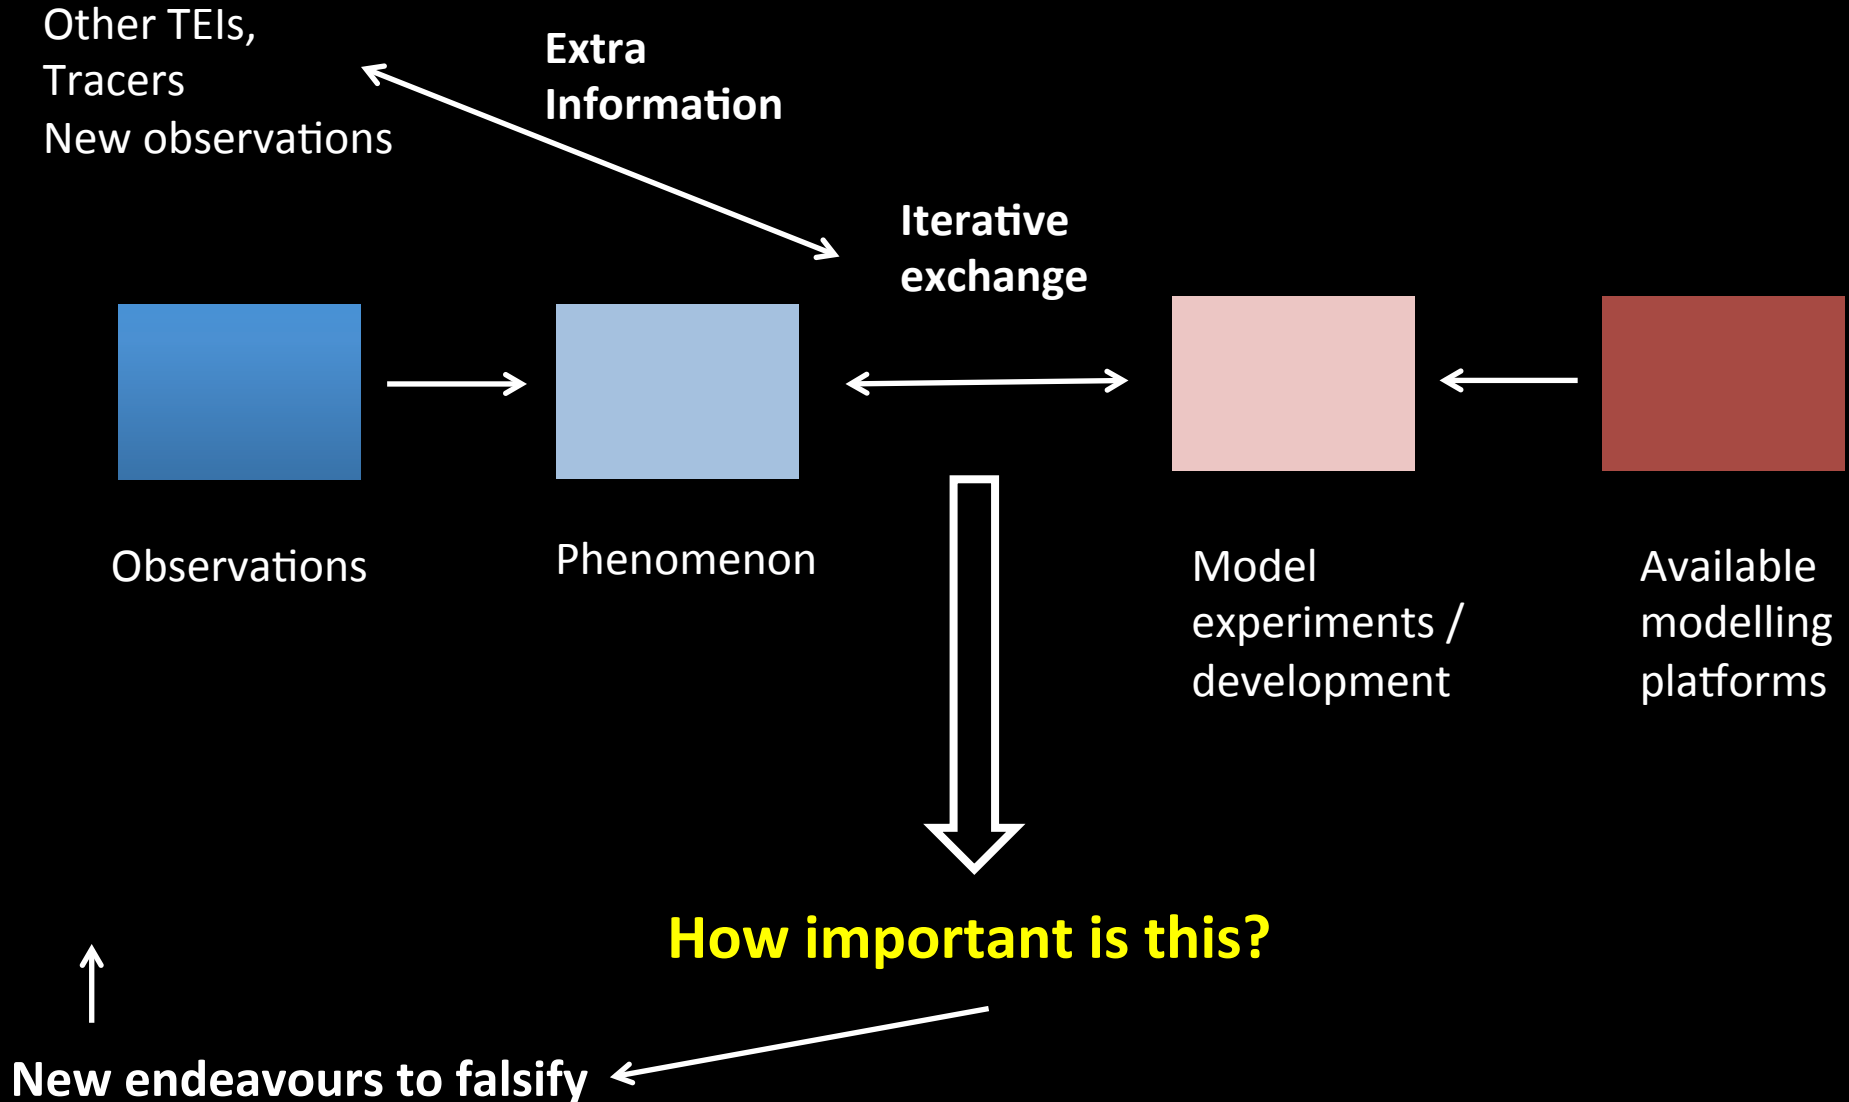 Other TEIs,
Tracers
New observations
Extra
Information
Iterative
exchange
Observations
Phenomenon
Model
experiments /
development
Available
modelling
platforms
How important is this?
New endeavours to falsify